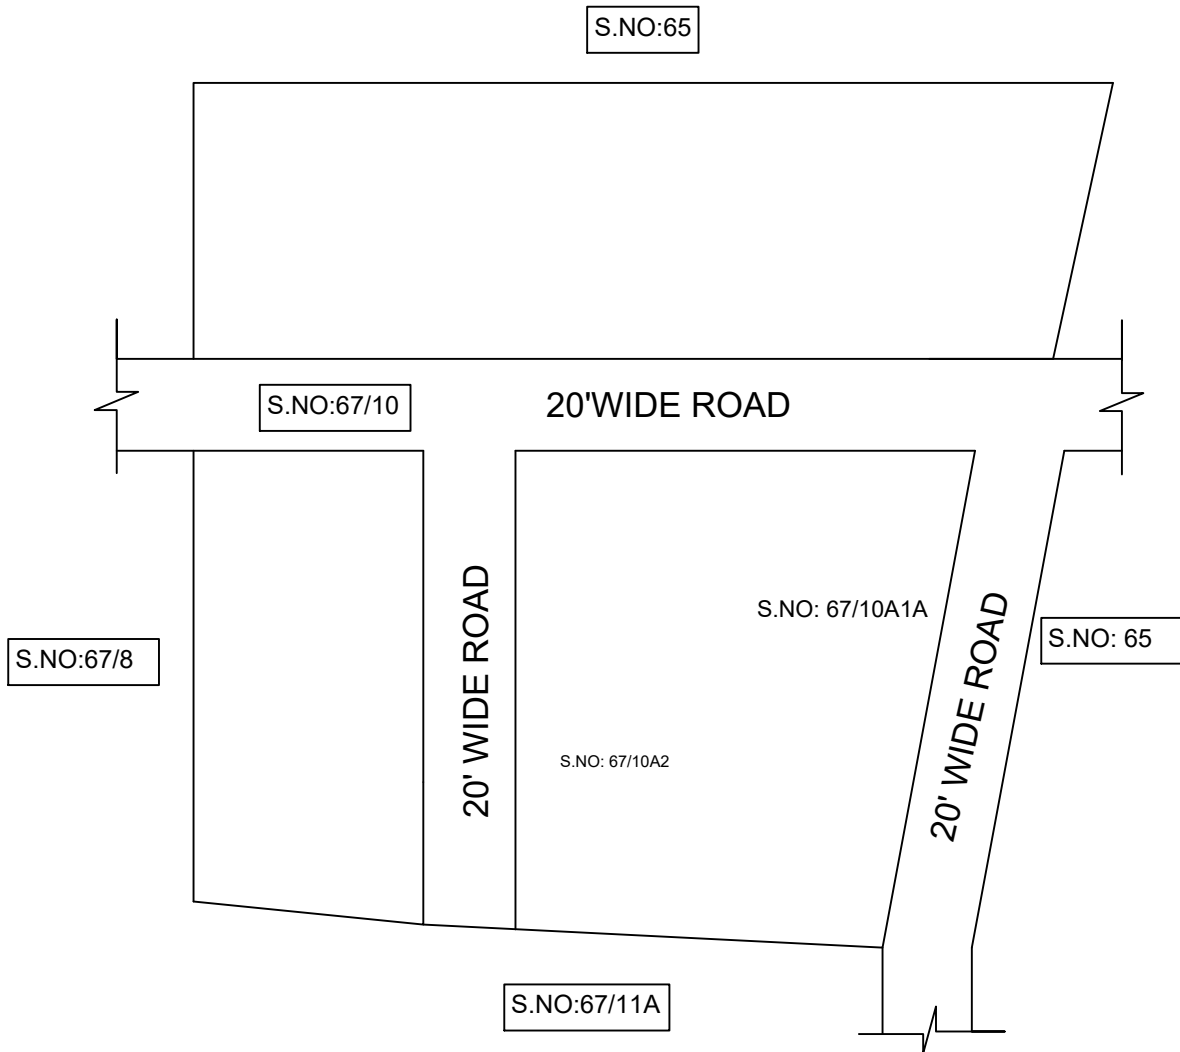 S.NO:65
S.NO:67/10
20'WIDE ROAD
20' WIDE ROAD
S.NO: 67/10A1A
20' WIDE ROAD
S.NO: 65
S.NO:67/8
S.NO: 67/10A2
S.NO:67/11A